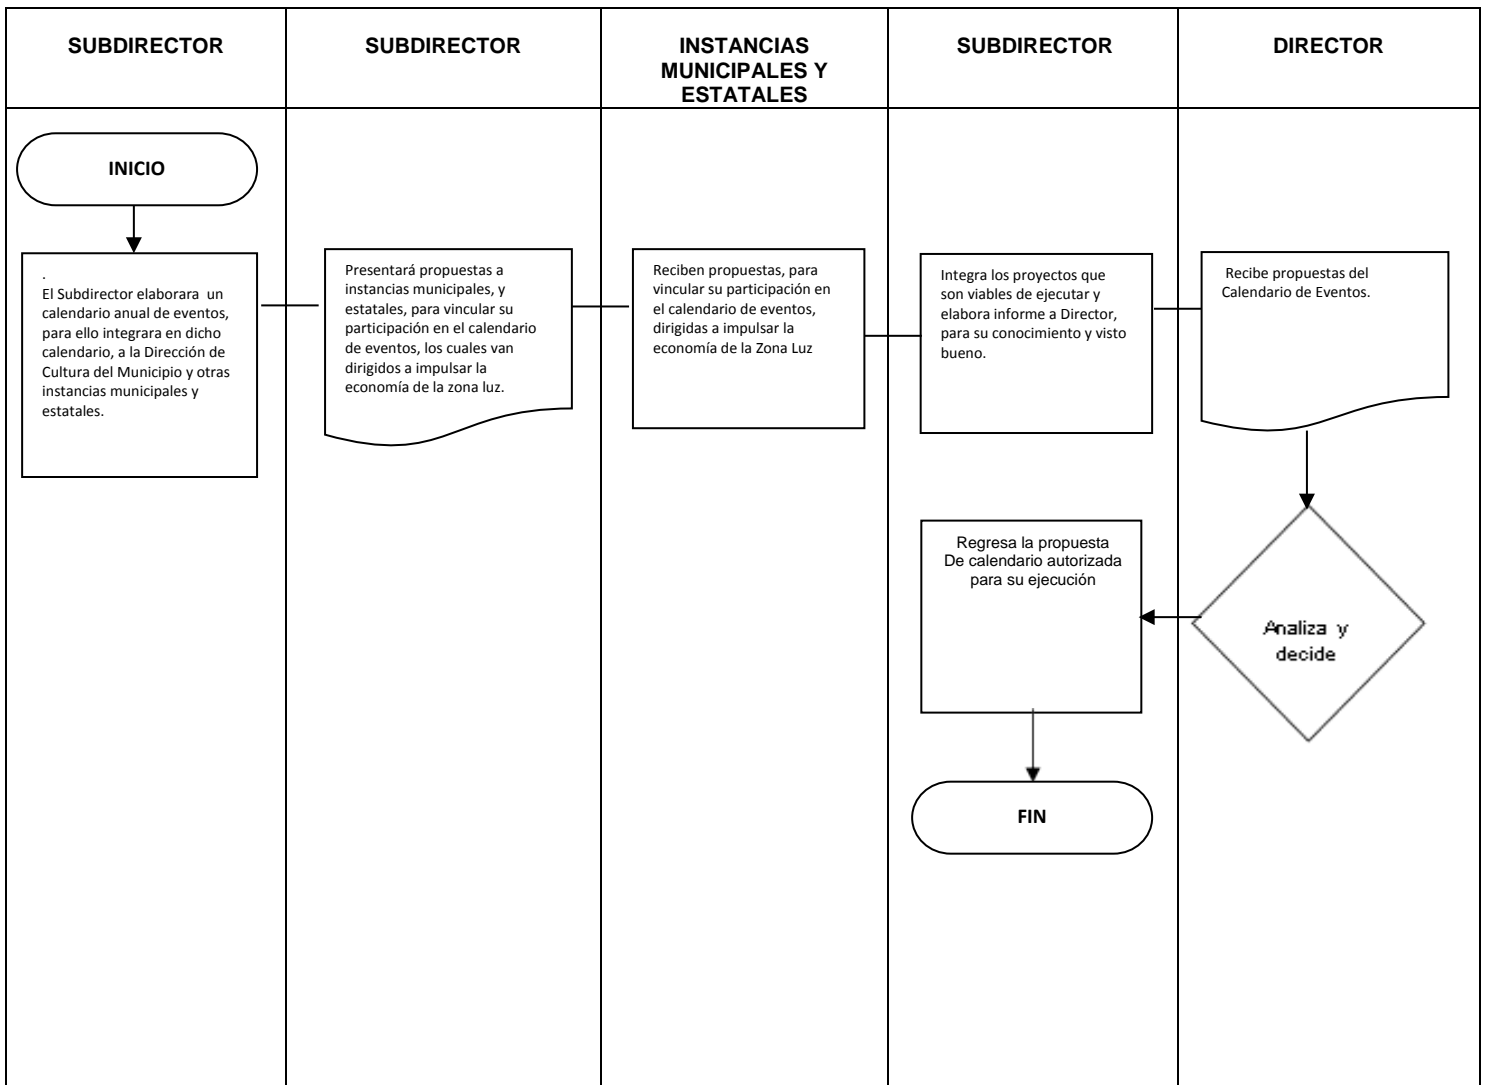 SUBDIRECTOR
SUBDIRECTOR
INSTANCIAS
MUNICIPALES Y
ESTATALES
SUBDIRECTOR
DIRECTOR
INICIO
.
El Subdirector elaborara  un
calendario anual de eventos,
para ello integrara en dicho
calendario, a la Dirección de
Cultura del Municipio y otras
instancias municipales y
estatales.
Presentará propuestas a
instancias municipales, y
estatales, para vincular su
participación en el calendario
de eventos, los cuales van
dirigidos a impulsar la
economía de la zona luz.
Reciben propuestas, para
vincular su participación en
el calendario de eventos,
dirigidas a impulsar la
economía de la Zona Luz
Integra los proyectos que
son viables de ejecutar y
elabora informe a Director,
para su conocimiento y visto
bueno.
Recibe propuestas del
Calendario de Eventos.
Analiza y
decide
Regresa la propuesta
De calendario autorizada
para su ejecución
FIN